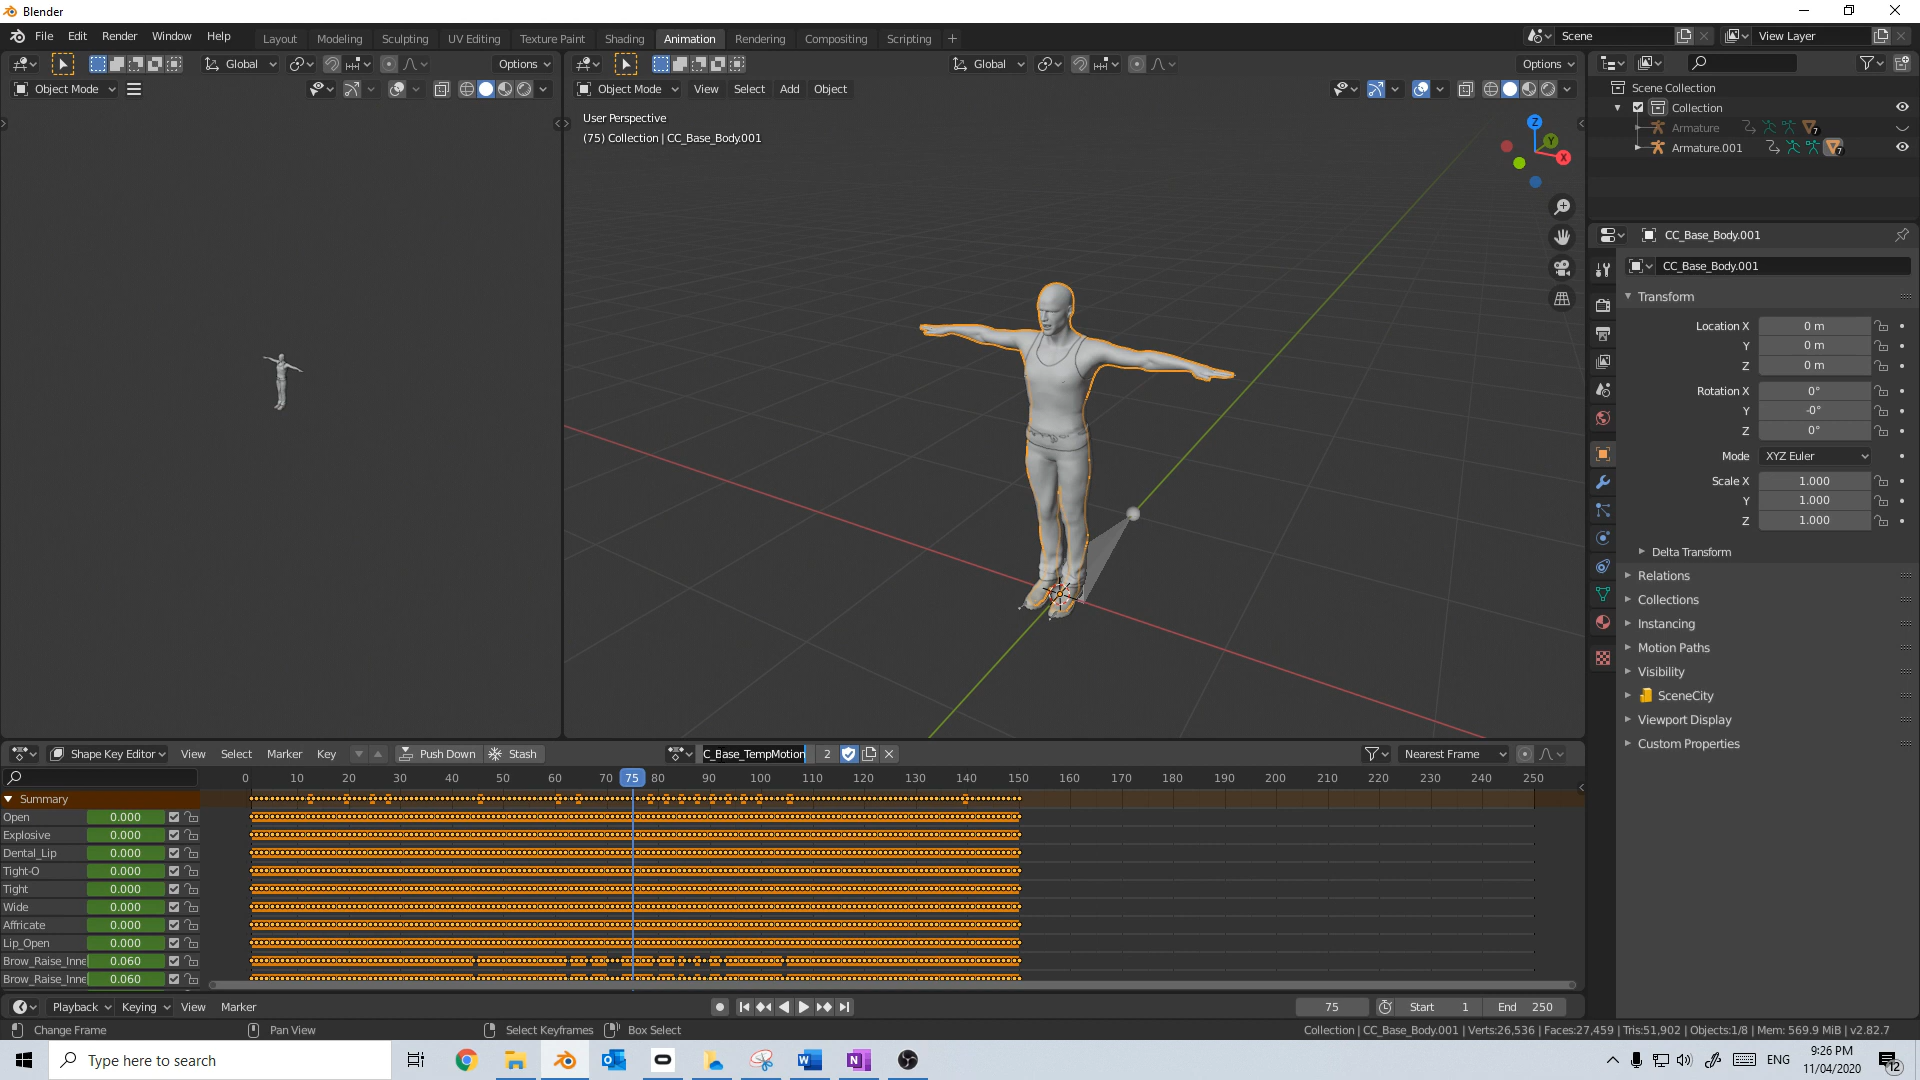 Blender
File Edit Render Window Help
Layout Modeling Sculpting UV Editing Texture Paint Shading Animation Rendering Compositing Scripting +
Scene
View Layer
Global
Options
Global
Options
Object Mode
Object Mode View Select Add Object
User Perspective
(75) Collection | CC_Base_Body.001
Z
Y
X
Scene Collection
Collection
Armature 7
Armature.001 7
CC_Base_Body.001
CC_Base_Body.001
Transform
Location X 0 m
Y 0 m
Z 0 m
Rotation X 0°
Y -0°
Z 0°
Mode XYZ Euler
Scale X 1.000
Y 1.000
Z 1.000
Delta Transform
Relations
Collections
Instancing
Motion Paths
Visibility
SceneCity
Viewport Display
Custom Properties
Shape Key Editor View Select Marker Key Push Down Stash C_Base_TempMotion 2 Nearest Frame
0 10 20 30 40 50 60 70 75 80 90 100 110 120 130 140 150 160 170 180 190 200 210 220 230 240 250
Summary
Open 0.000
Explosive 0.000
Dental_Lip 0.000
Tight-O 0.000
Tight 0.000
Wide 0.000
Affricate 0.000
Lip_Open 0.000
Brow_Raise_Inne 0.060
Brow_Raise_Inne 0.060
Playback Keying View Marker 75 Start 1 End 250
Change Frame Pan View Select Keyframes Box Select Collection | CC_Base_Body.001 | Verts:26,536 | Faces:27,459 | Tris:51,902 | Objects:1/8 | Mem: 569.9 MiB | v2.82.7
Type here to search
ENG
9:26 PM
11/04/2020
12